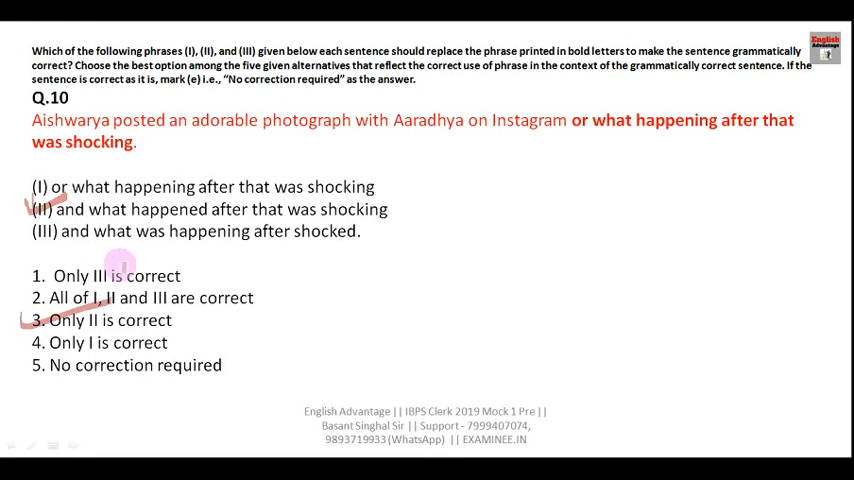 English
Advantage
Which of the following phrases (I), (II), and (III) given below each sentence should replace the phrase printed in bold letters to make the sentence grammatically
correct? Choose the best option among the five given alternatives that reflect the correct use of phrase in the context of the grammatically correct sentence. If the
sentence is correct as it is, mark (e) i.e., “No correction required” as the answer.
Q.10
Aishwarya posted an adorable photograph with Aaradhya on Instagram or what happening after that
was shocking.
(I) or what happening after that was shocking
(II) and what happened after that was shocking
(III) and what was happening after shocked.
1. Only III is correct
2. All of I, II and III are correct
3. Only II is correct
4. Only I is correct
5. No correction required
English Advantage || IBPS Clerk 2019 Mock 1 Pre ||
Basant Singhal Sir || Support - 7999407074,
9893719933 (WhatsApp) || EXAMINEE.IN